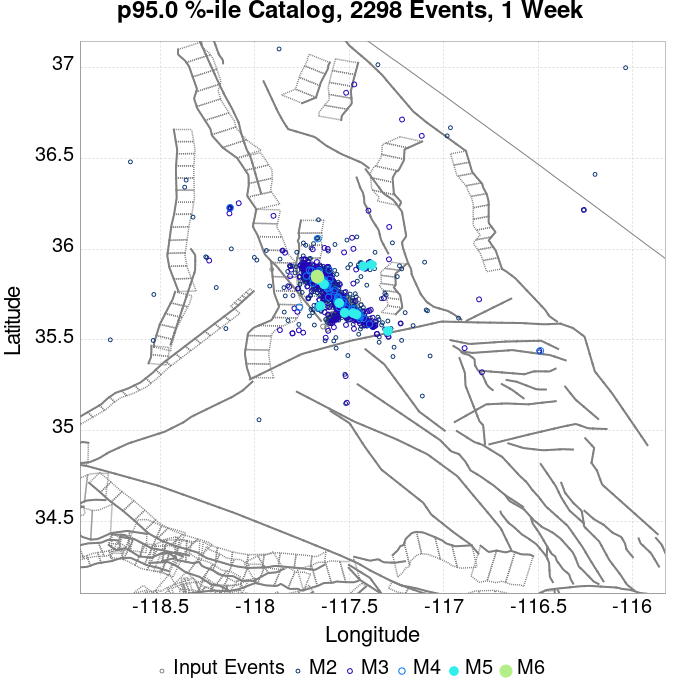 p95.0 %-ile Catalog, 2298 Events, 1 Week
37
36.5
36
35.5
35
34.5
Latitude
-118.5 -118 -117.5 -117 -116.5 -116
Longitude
Input Events M2 M3 M4 M5 M6